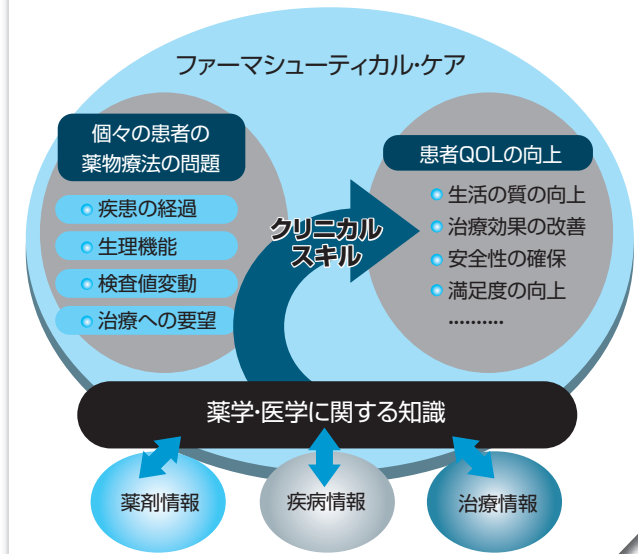 ファーマシューティカル・ケア
個々の患者の
薬物療法の問題
疾患の経過
生理機能
検査値変動
治療への要望
クリニカル
スキル
患者QOLの向上
生活の質の向上
治療効果の改善
安全性の確保
満足度の向上
..........
薬学・医学に関する知識
薬剤情報
疾病情報
治療情報